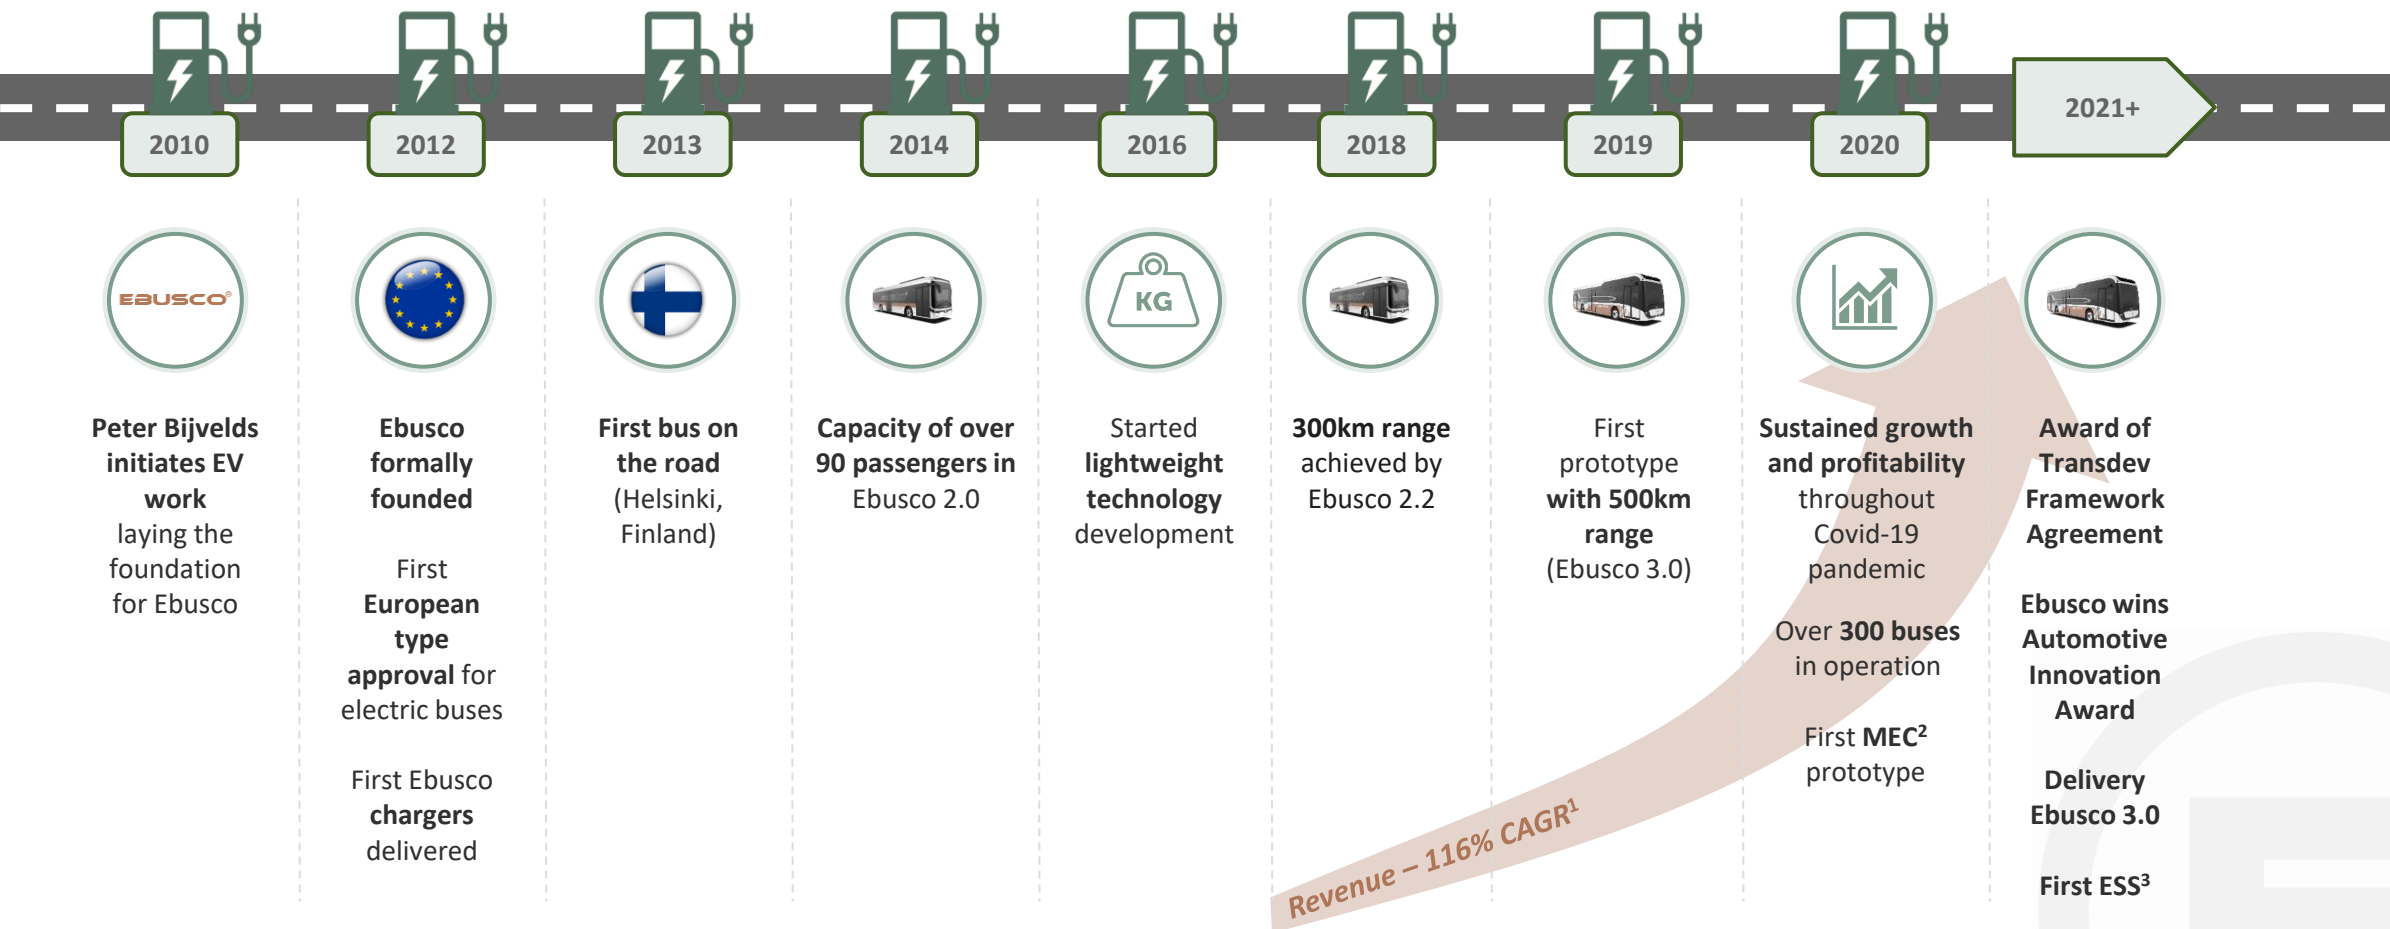 2010
2012
2013
2014
2016
2018
2019
2020
2021+
EBUSCO®
KG
Peter Bijvelds
initiates EV
work
laying the
foundation
for Ebusco
Ebusco
formally
founded
First
European
type
approval for
electric buses
First Ebusco
chargers
delivered
First bus on
the road
(Helsinki,
Finland)
Capacity of over
90 passengers in
Ebusco 2.0
Started
lightweight
technology
development
300km range
achieved by
Ebusco 2.2
First
prototype
with 500km
range
(Ebusco 3.0)
Sustained growth
and profitability
throughout
Covid-19
pandemic
Over 300 buses
in operation
First MEC²
prototype
Award of
Transdev
Framework
Agreement
Ebusco wins
Automotive
Innovation
Award
Delivery
Ebusco 3.0
First ESS³
Revenue – 116% CAGR¹